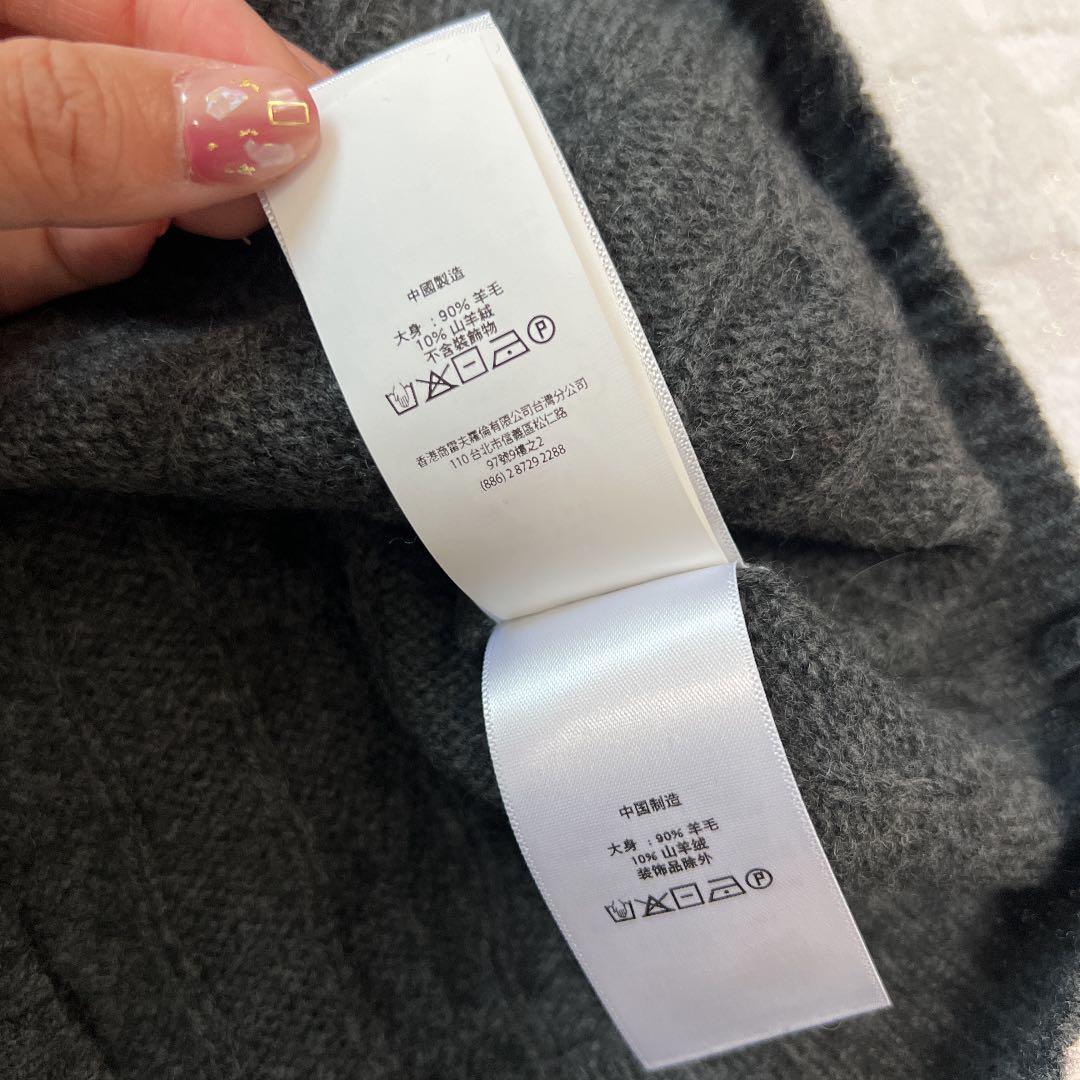 中國製造
大身 : 90% 羊毛
10% 山羊絨
不含裝飾物
P
香港商雷夫羅倫有限公司台灣分公司
110 台北市信義區松仁路
97號9樓之2
(886) 2 8729 2288
中国制造
大身 : 90% 羊毛
10% 山羊绒
装饰品除外
P